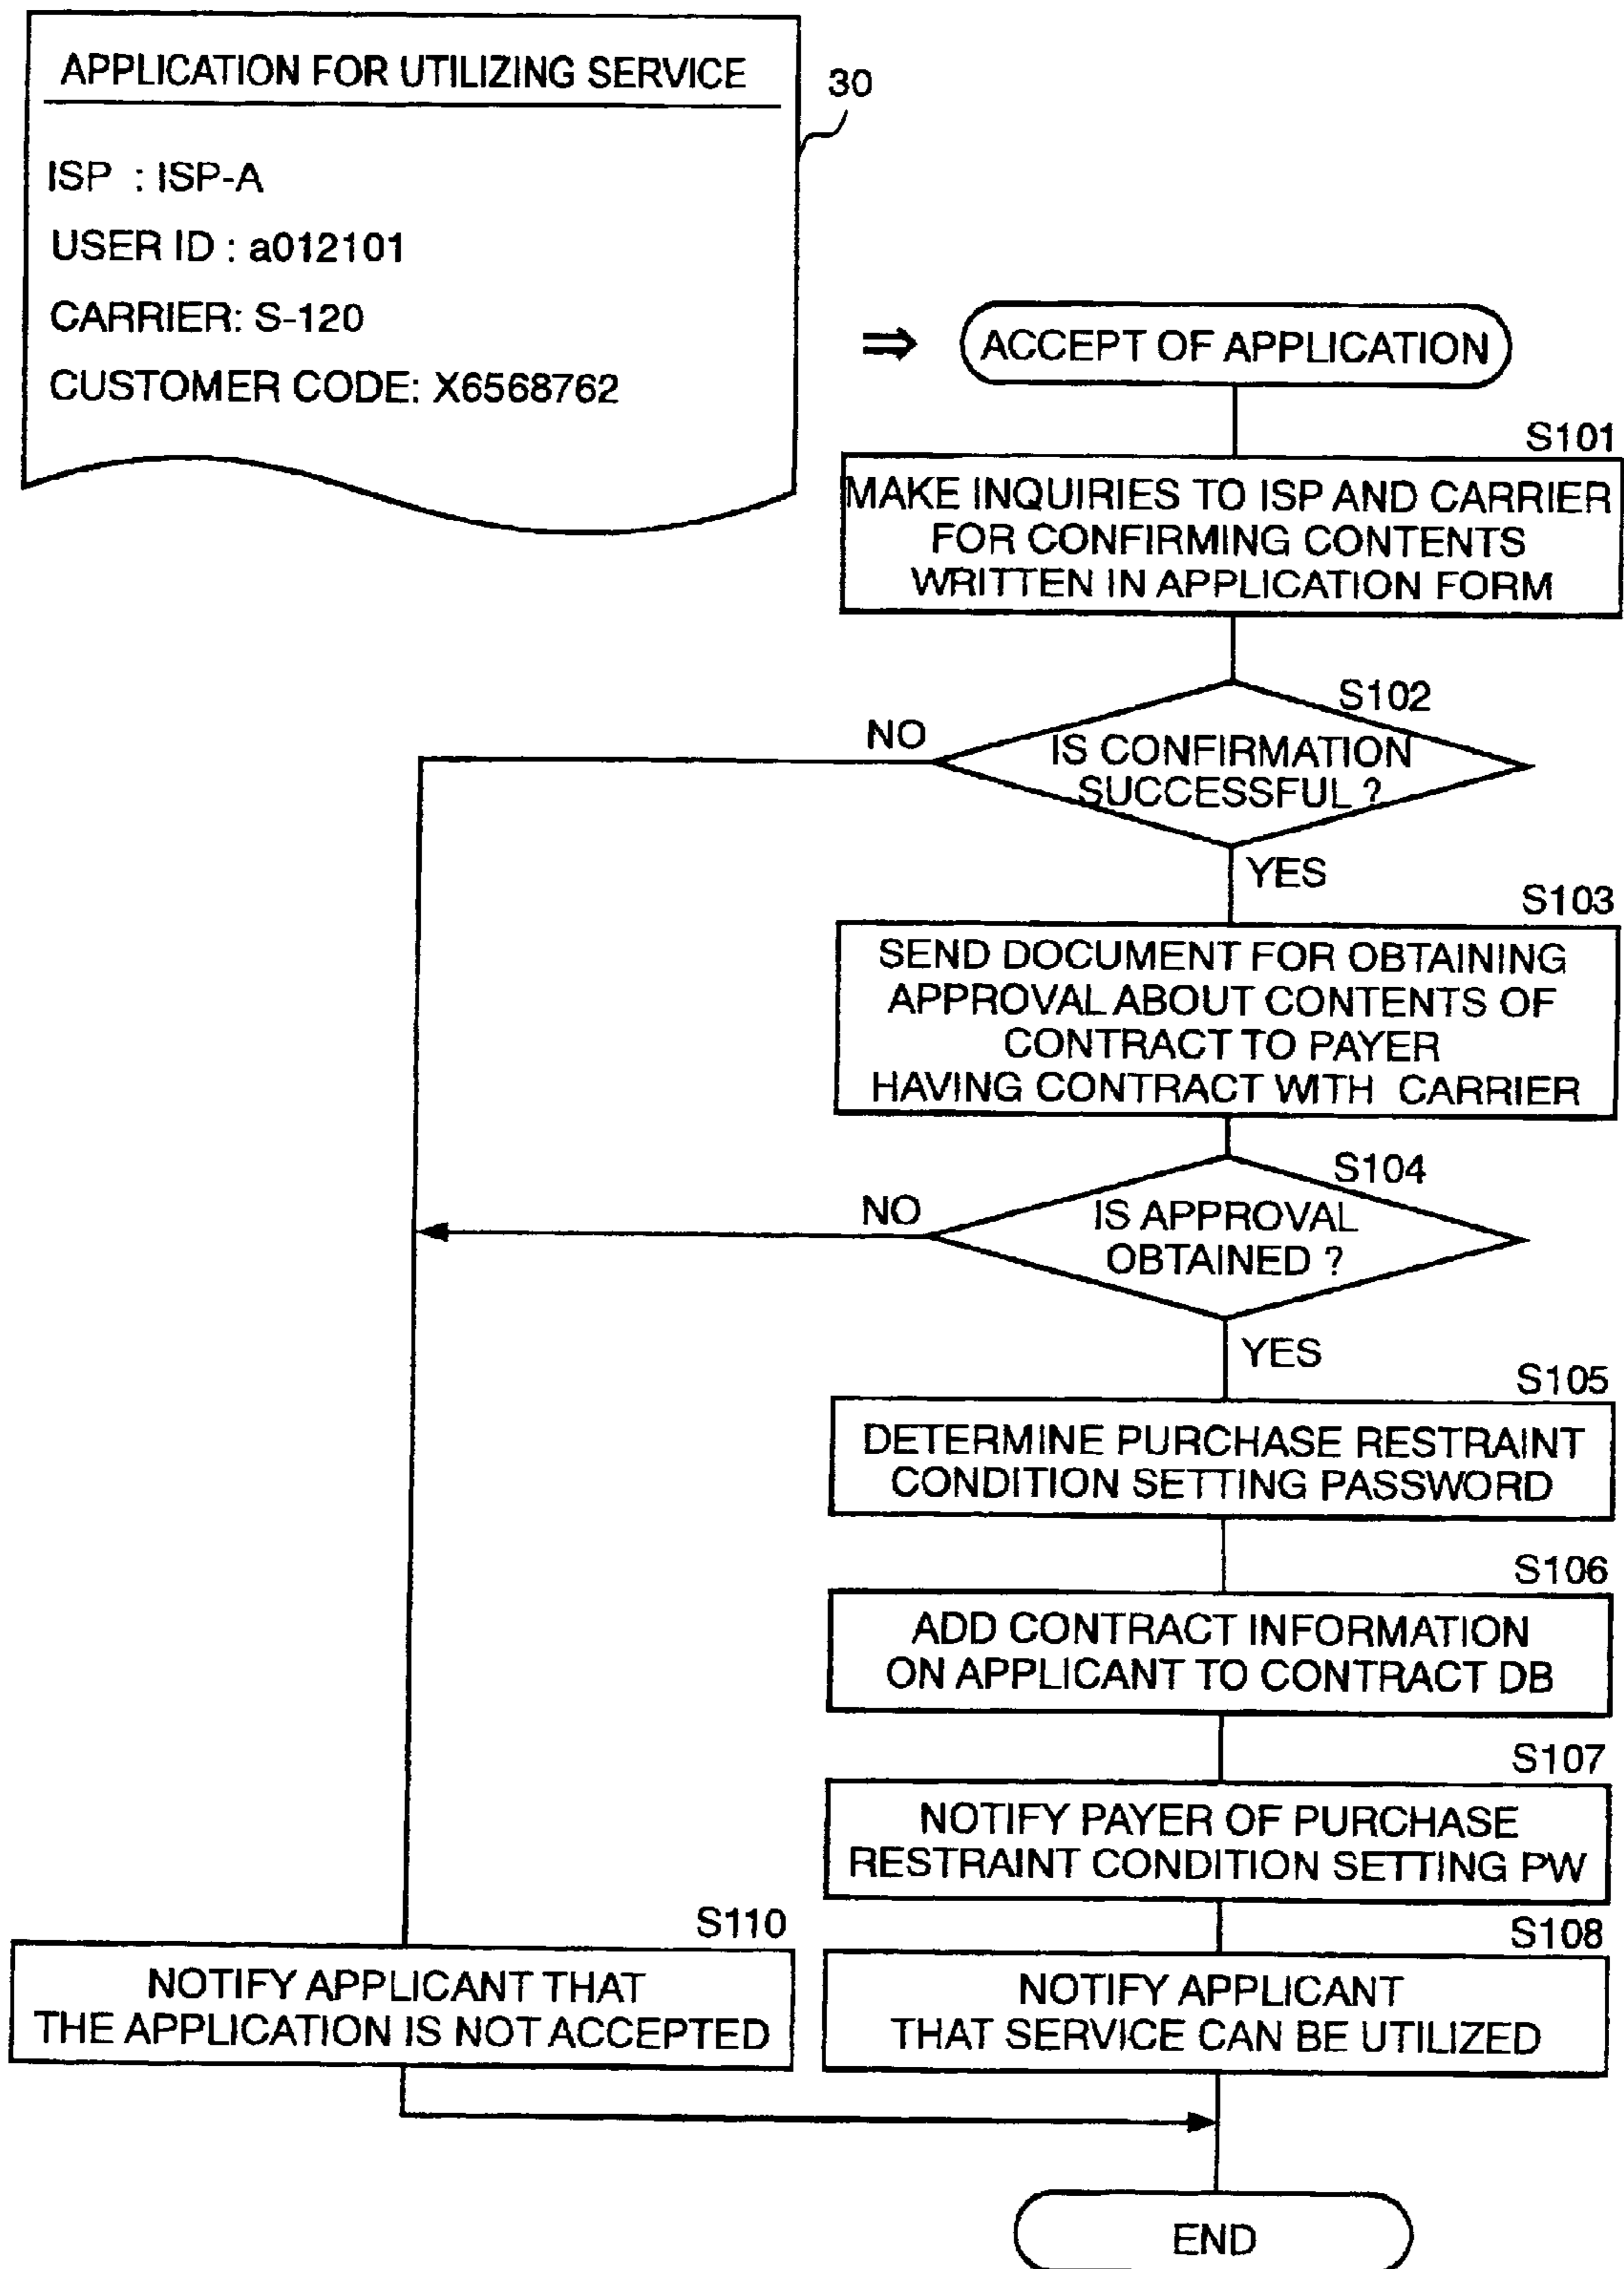 APPLICATION FOR UTILIZING SERVICE
30
ISP : ISP-A
USER ID : a012101
CARRIER: S-120
CUSTOMER CODE: X6568762
⇒ ACCEPT OF APPLICATION
S101
MAKE INQUIRIES TO ISP AND CARRIER
FOR CONFIRMING CONTENTS
WRITTEN IN APPLICATION FORM
S102
NO
IS CONFIRMATION
SUCCESSFUL ?
YES
S103
SEND DOCUMENT FOR OBTAINING
APPROVAL ABOUT CONTENTS OF
CONTRACT TO PAYER
HAVING CONTRACT WITH CARRIER
S104
NO
IS APPROVAL
OBTAINED ?
YES
S105
DETERMINE PURCHASE RESTRAINT
CONDITION SETTING PASSWORD
S106
ADD CONTRACT INFORMATION
ON APPLICANT TO CONTRACT DB
S107
NOTIFY PAYER OF PURCHASE
RESTRAINT CONDITION SETTING PW
S110
NOTIFY APPLICANT THAT
THE APPLICATION IS NOT ACCEPTED
S108
NOTIFY APPLICANT
THAT SERVICE CAN BE UTILIZED
END